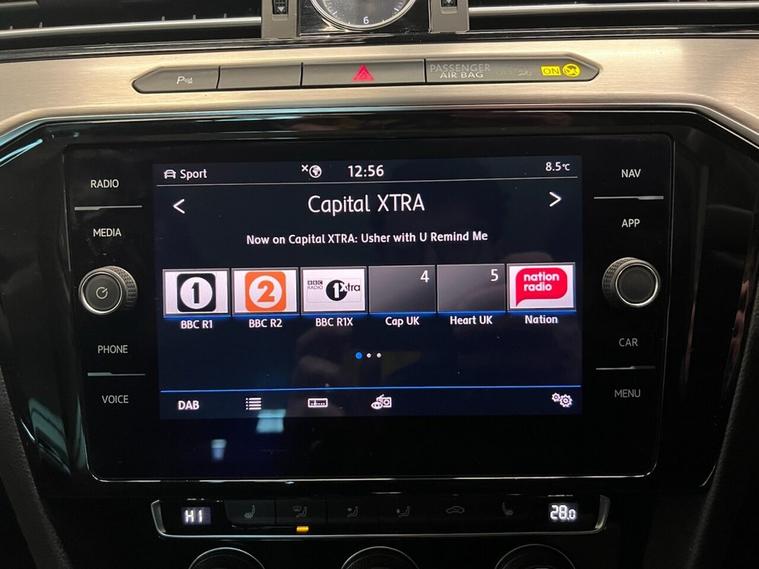 6
P
PASSENGER
AIR BAG
ON
RADIO
MEDIA
PHONE
VOICE
NAV
APP
CAR
MENU
Sport
12:56
8.5°C
<
Capital XTRA
>
Now on Capital XTRA: Usher with U Remind Me
1
2
BBC
RADIO
1Xtra
4
5
nation
radio
BBC R1
BBC R2
BBC R1X
Cap UK
Heart UK
Nation
DAB
HI
28.0